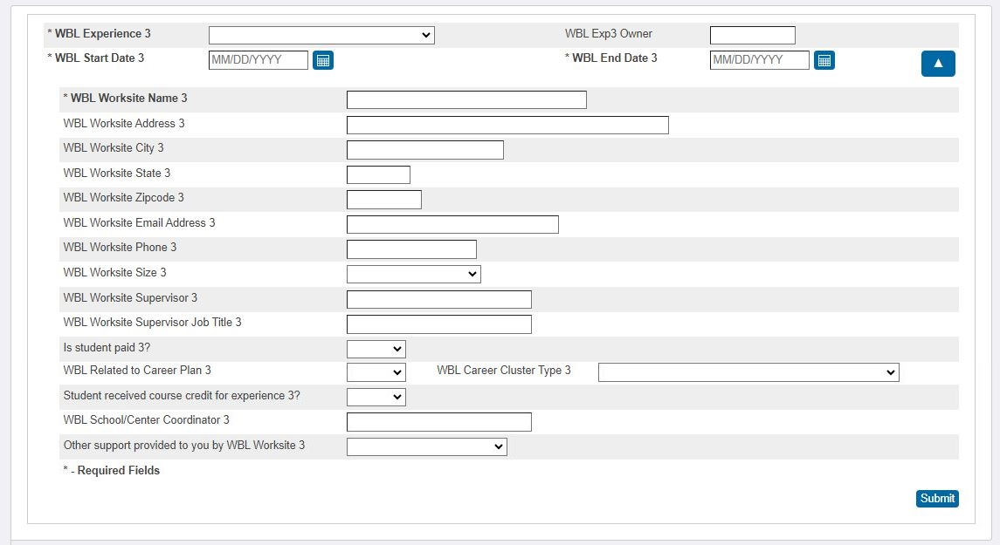 * WBL Experience 3 WBL Exp3 Owner
* WBL Start Date 3 MM/DD/YYYY * WBL End Date 3 MM/DD/YYYY
▲
* WBL Worksite Name 3
WBL Worksite Address 3
WBL Worksite City 3
WBL Worksite State 3
WBL Worksite Zipcode 3
WBL Worksite Email Address 3
WBL Worksite Phone 3
WBL Worksite Size 3
WBL Worksite Supervisor 3
WBL Worksite Supervisor Job Title 3
Is student paid 3?
WBL Related to Career Plan 3 WBL Career Cluster Type 3
Student received course credit for experience 3?
WBL School/Center Coordinator 3
Other support provided to you by WBL Worksite 3
* - Required Fields
Submit